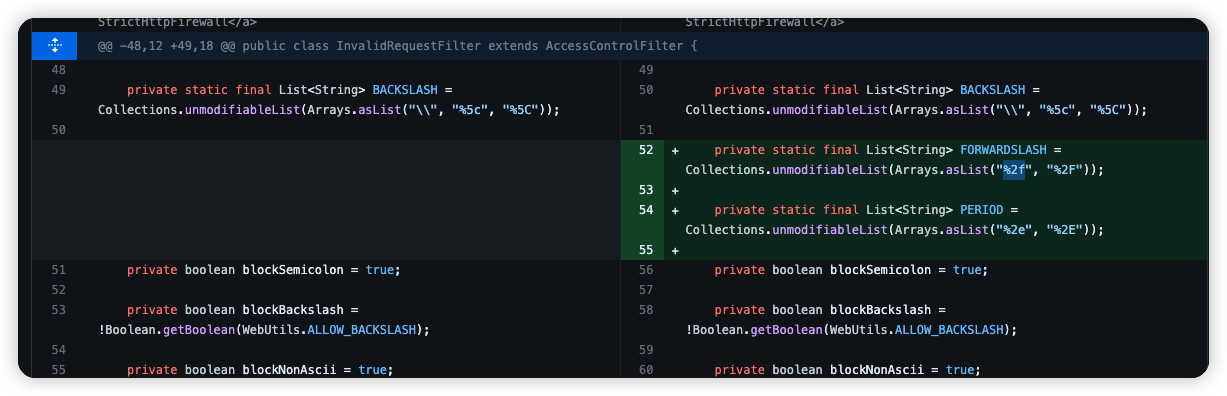 StrictHttpFirewall</a>
StrictHttpFirewall</a>
@@ -48,12 +49,18 @@ public class InvalidRequestFilter extends AccessControlFilter {
48
49     private static final List<String> BACKSLASH =
Collections.unmodifiableList(Arrays.asList("\\", "%5c", "%5C"));
50
51     private boolean blockSemicolon = true;
52
53     private boolean blockBackslash =
!Boolean.getBoolean(WebUtils.ALLOW_BACKSLASH);
54
55     private boolean blockNonAscii = true;
49
50     private static final List<String> BACKSLASH =
Collections.unmodifiableList(Arrays.asList("\\", "%5c", "%5C"));
51
52 +     private static final List<String> FORWARDSLASH =
Collections.unmodifiableList(Arrays.asList("%2f", "%2F"));
53 +
54 +     private static final List<String> PERIOD =
Collections.unmodifiableList(Arrays.asList("%2e", "%2E"));
55 +
56     private boolean blockSemicolon = true;
57
58     private boolean blockBackslash =
!Boolean.getBoolean(WebUtils.ALLOW_BACKSLASH);
59
60     private boolean blockNonAscii = true;